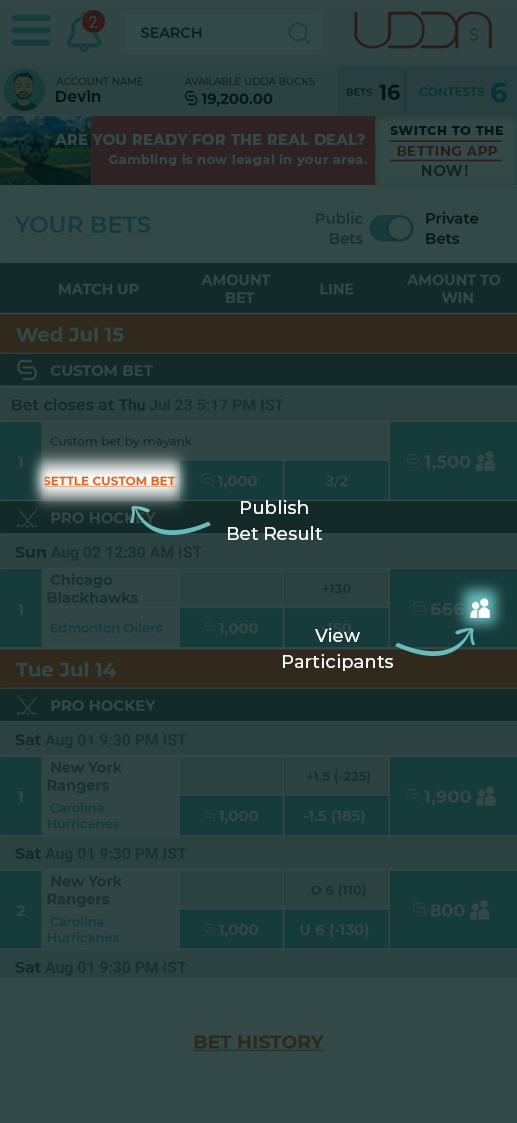 2
SEARCH
UDDA $
ACCOUNT NAME
Devin
AVAILABLE UDDA BUCKS
19,200.00
BETS 16
CONTESTS 6
ARE YOU READY FOR THE REAL DEAL?
Gambling is now leagal in your area.
SWITCH TO THE
BETTING APP
NOW!
YOUR BETS
Public
Bets
Private
Bets
MATCH UP
AMOUNT
BET
LINE
AMOUNT TO
WIN
Wed Jul 15
CUSTOM BET
Bet closes at Thu Jul 23 5:17 PM IST
1
Custom bet by mayank
SETTLE CUSTOM BET
1,000
3/2
1,500
Publish
Bet Result
PRO HOCKEY
Sun Aug 02 12:30 AM IST
1
Chicago
Blackhawks
+130
Edmonton Oilers
1,000
150
666
View
Participants
Tue Jul 14
PRO HOCKEY
Sat Aug 01 9:30 PM IST
1
New York
Rangers
+1.5 (-225)
Carolina
Hurricanes
1,000
-1.5 (185)
1,900
Sat Aug 01 9:30 PM IST
2
New York
Rangers
O 6 (110)
Carolina
Hurricanes
1,000
U 6 (-130)
800
Sat Aug 01 9:30 PM IST
BET HISTORY